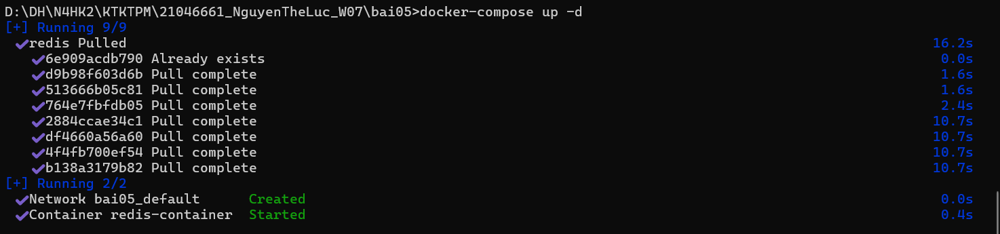 D:\DH\N4HK2\KTKTPM\21046661_NguyenTheLuc_W07\bai05>docker-compose up -d
[+] Running 9/9
✔redis Pulled 16.2s
✔6e909acdb790 Already exists 0.0s
✔d9b98f603d6b Pull complete 1.6s
✔513666b05c81 Pull complete 1.6s
✔764e7fbfdb05 Pull complete 2.4s
✔2884ccae34c1 Pull complete 10.7s
✔df4660a56a60 Pull complete 10.7s
✔4f4fb700ef54 Pull complete 10.7s
✔b138a3179b82 Pull complete 10.7s
[+] Running 2/2
✔Network bai05_default Created 0.0s
✔Container redis-container Started 0.4s